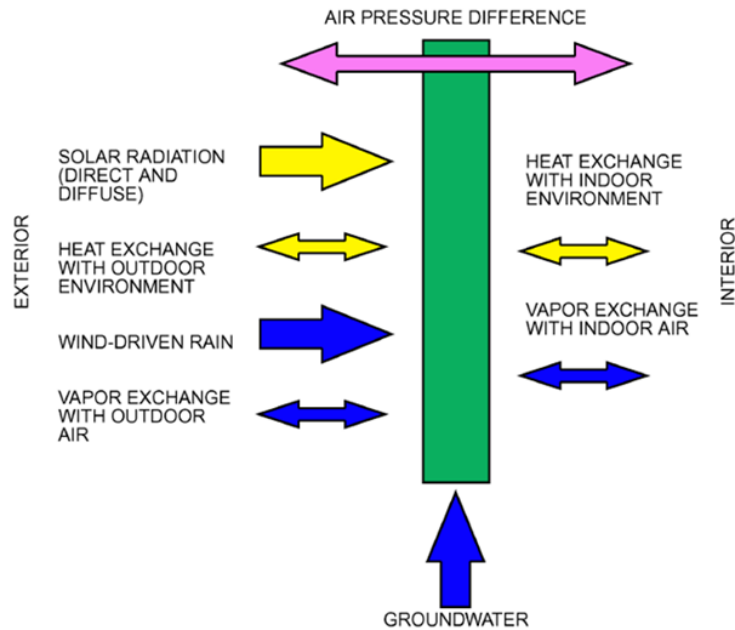 AIR PRESSURE DIFFERENCE
EXTERIOR
SOLAR RADIATION
(DIRECT AND
DIFFUSE)
HEAT EXCHANGE
WITH OUTDOOR
ENVIRONMENT
WIND-DRIVEN RAIN
VAPOR EXCHANGE
WITH OUTDOOR
AIR
HEAT EXCHANGE
WITH INDOOR
ENVIRONMENT
VAPOR EXCHANGE
WITH INDOOR AIR
INTERIOR
GROUNDWATER